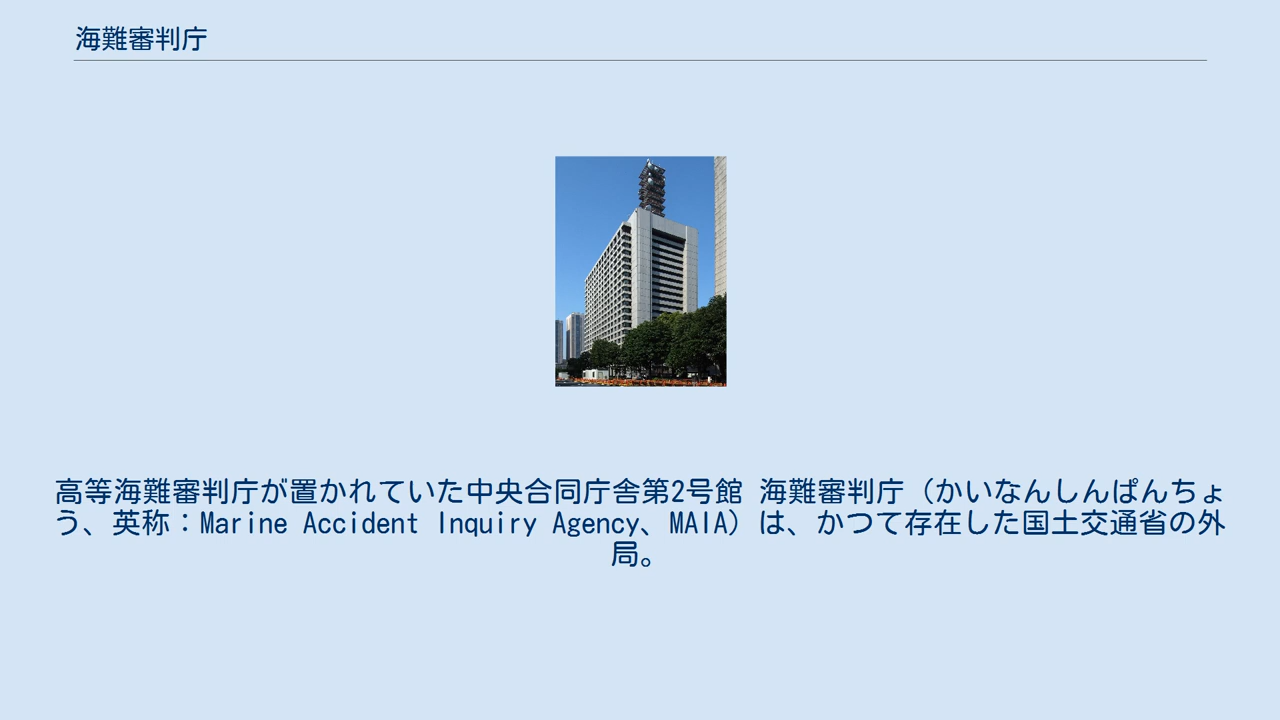 海難審判庁
高等海難審判庁が置かれていた中央合同庁舎第2号館 海難審判庁（かいなんしんぱんちょ
う、英称：Marine Accident Inquiry Agency、MAIA）は、かつて存在した国土交通省の外
局。